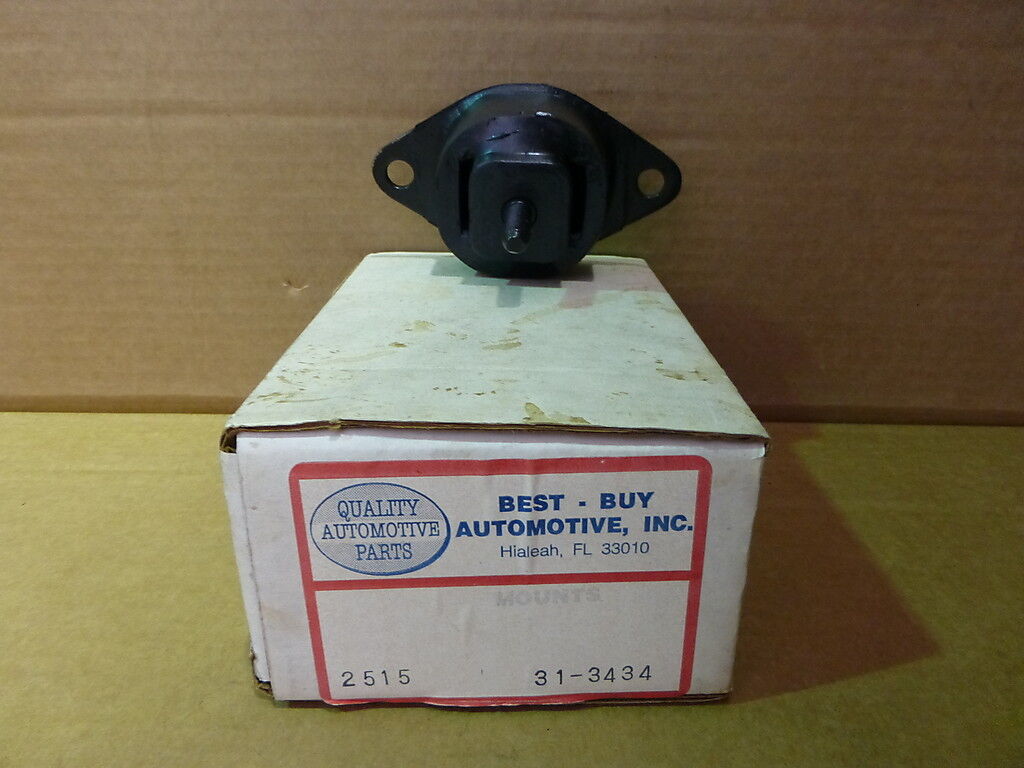 QUALITY
AUTOMOTIVE
PARTS
BEST - BUY
AUTOMOTIVE, INC.
Hialeah, FL 33010
MOUNTS
2515 31-3434